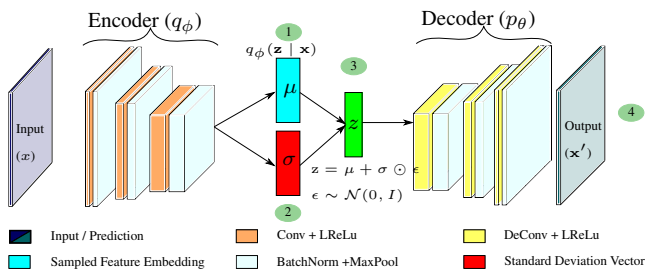 Encoder (qϕ)
Decoder (pθ)
1
qϕ(z | x)
3
μ
Input
(x)
z
Output
(x′)
4
σ
z = μ + σ ⊙ ϵ
ϵ ∼ N(0, I)
2
Input / Prediction
Conv + LReLu
DeConv + LReLu
Sampled Feature Embedding
BatchNorm +MaxPool
Standard Deviation Vector